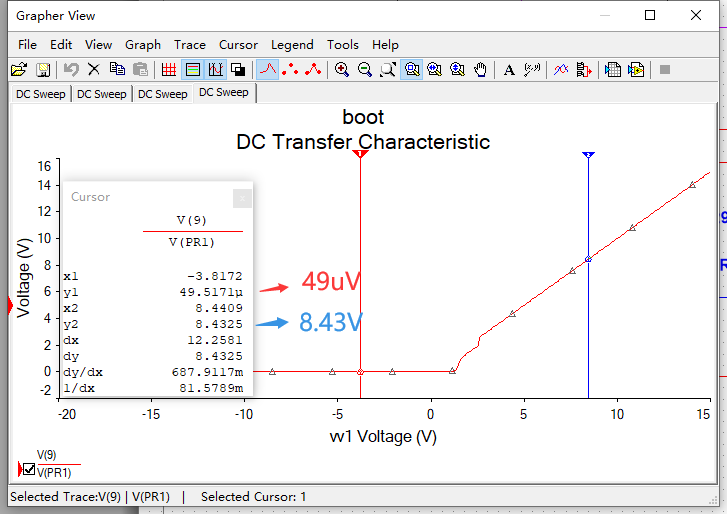 Grapher View
File Edit View Graph Trace Cursor Legend Tools Help
DC Sweep DC Sweep DC Sweep DC Sweep
boot
DC Transfer Characteristic
Voltage (V)
16
14
12
10
8
6
4
2
0
-2
Cursor
V(9)
V(PR1)
x1 -3.8172
y1 49.5171μ
x2 8.4409
y2 8.4325
dx 12.2581
dy 8.4325
dy/dx 687.9117m
1/dx 81.5789m
49uV
8.43V
-20 -15 -10 -5 0 5 10 15
vv1 Voltage (V)
V(9)
V(PR1)
Selected Trace:V(9) | V(PR1) | Selected Cursor: 1